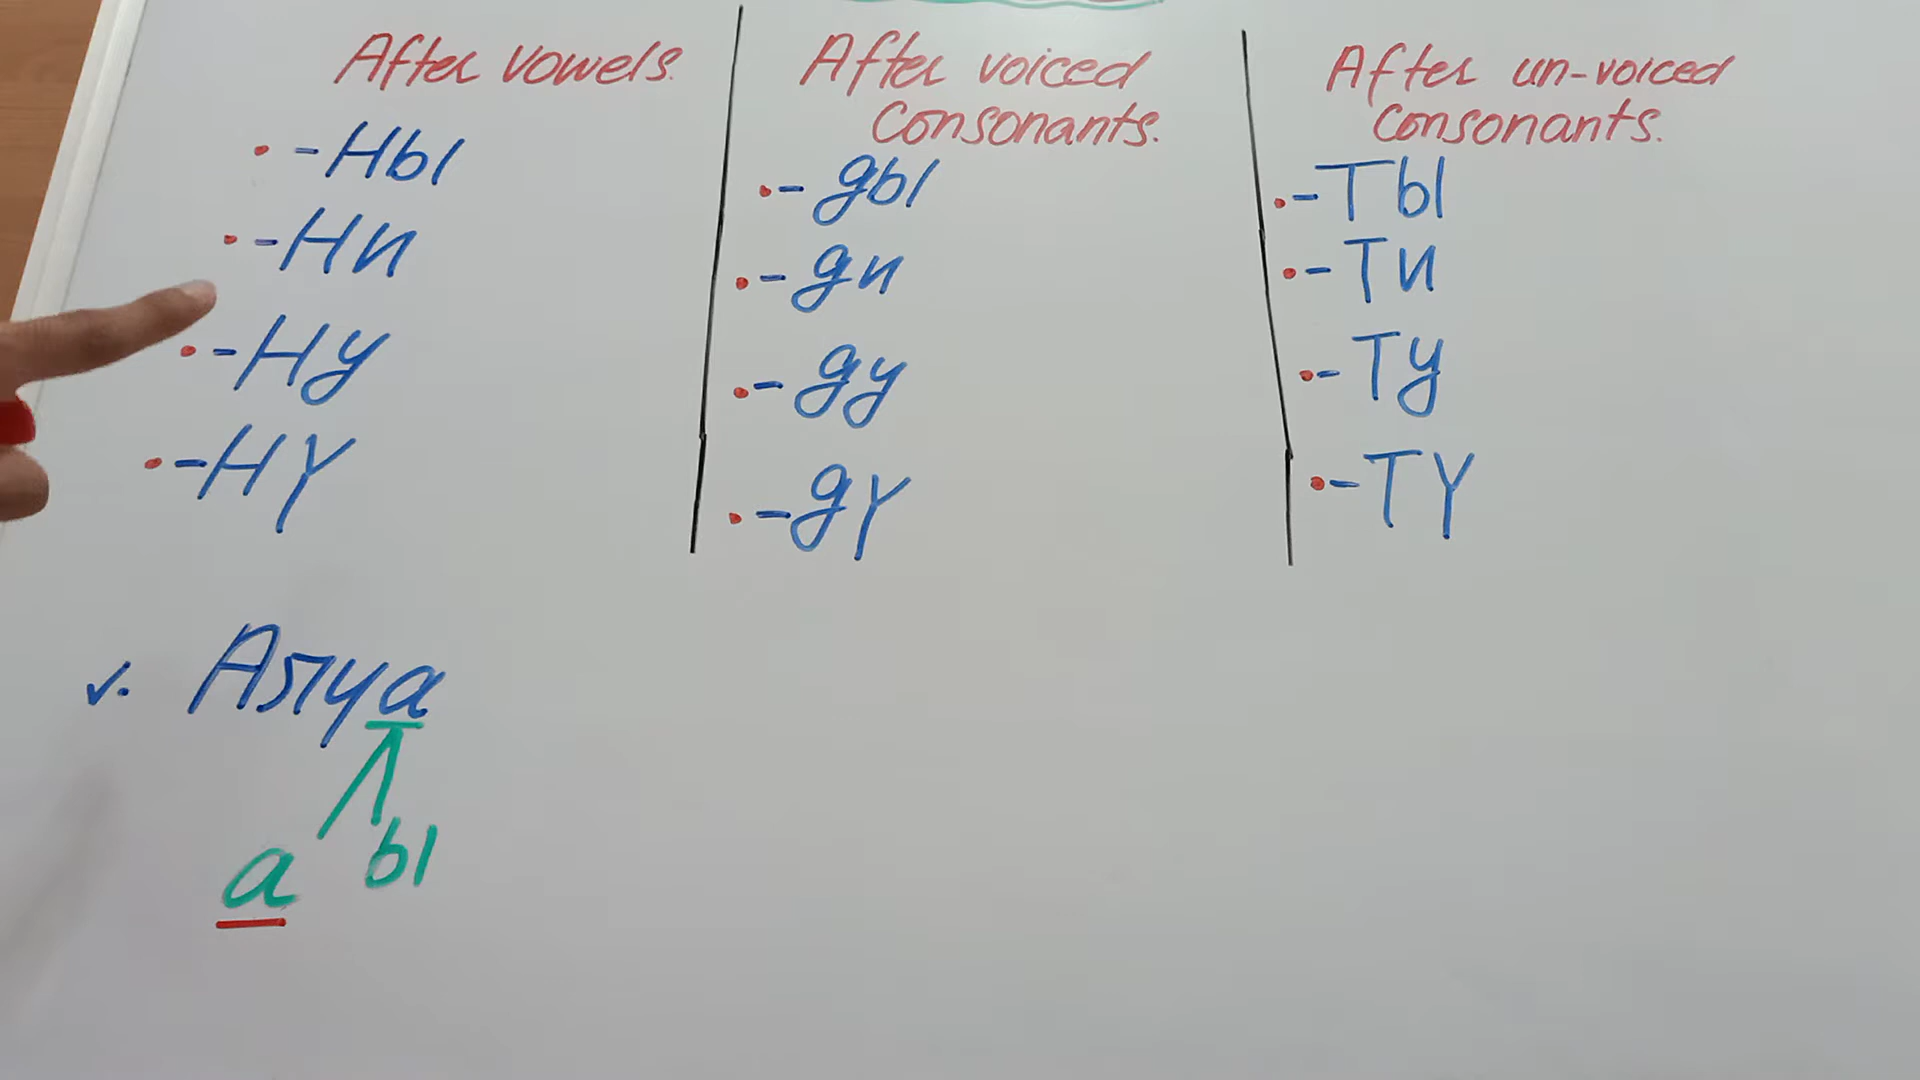 After vowels.
After voiced
Consonants.
After un-voiced
consonants.
• -Ны
• -Ни
• -Ну
• -НҮ
• - ды
• - ди
• - ду
• - дҮ
• - Ты
• - Ти
• - Ту
• - ТҮ
✓. Алуа
а ы